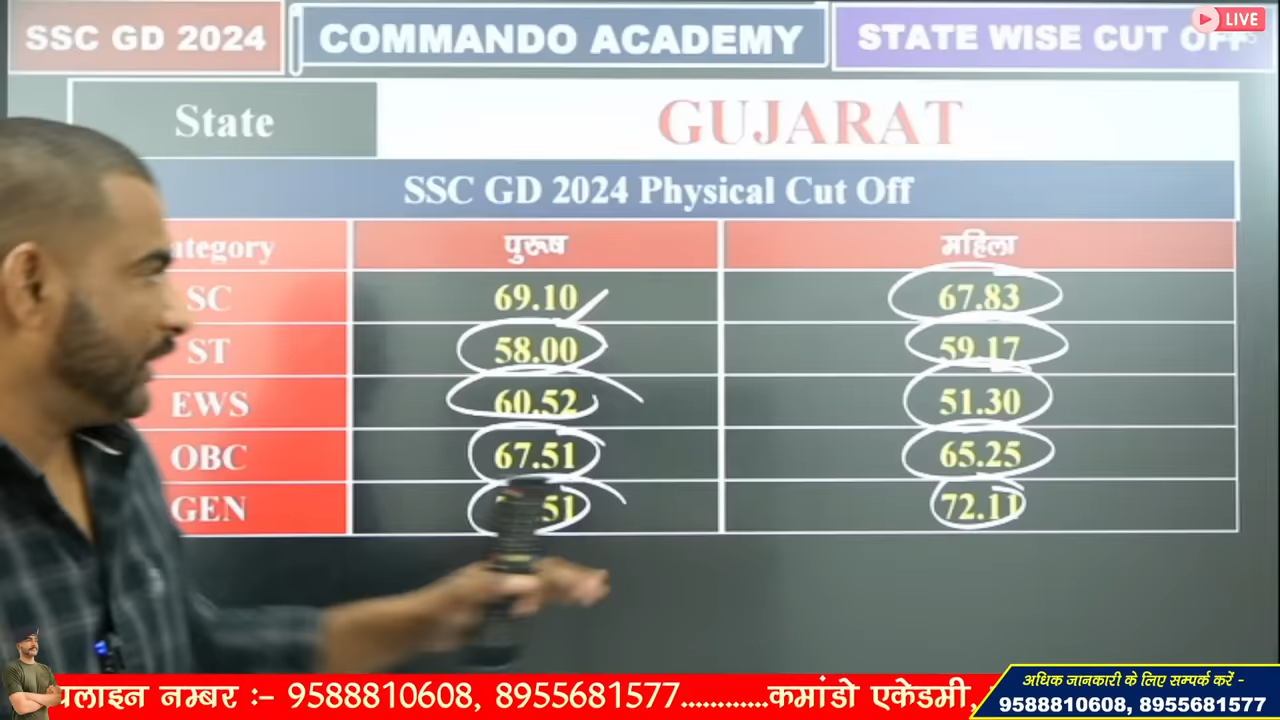 SSC GD 2024
COMMANDO ACADEMY
STATE WISE CUT OFF
LIVE
State
GUJARAT
SSC GD 2024 Physical Cut Off
ategory पुरूष महिला
SC 69.10 67.83
ST 58.00 59.17
EWS 60.52 51.30
OBC 67.51 65.25
GEN .51 72.11
पलाइन नम्बर :- 9588810608, 8955681577............कमांडो एकेडमी,
अधिक जानकारी के लिए सम्पर्क करें -
9588810608, 8955681577